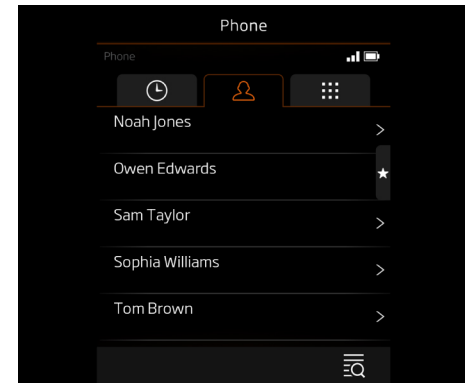 Phone
Phone
Noah Jones
Owen Edwards
Sam Taylor
Sophia Williams
Tom Brown